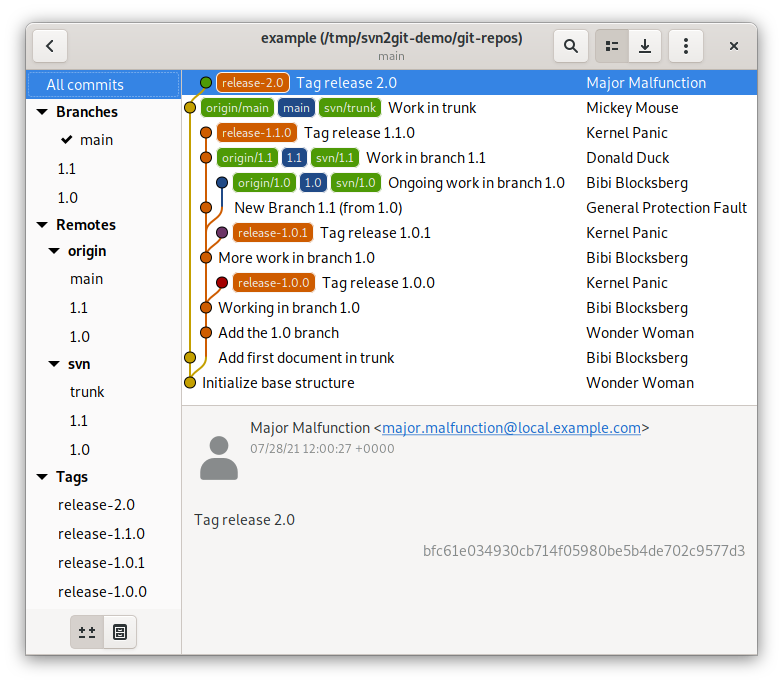 example (/tmp/svn2git-demo/git-repos)
main
All commits
Branches
main
1.1
1.0
Remotes
origin
main
1.1
1.0
svn
trunk
1.1
1.0
Tags
release-2.0
release-1.1.0
release-1.0.1
release-1.0.0
release-2.0 Tag release 2.0 Major Malfunction
origin/main main svn/trunk Work in trunk Mickey Mouse
release-1.1.0 Tag release 1.1.0 Kernel Panic
origin/1.1 1.1 svn/1.1 Work in branch 1.1 Donald Duck
origin/1.0 1.0 svn/1.0 Ongoing work in branch 1.0 Bibi Blocksberg
New Branch 1.1 (from 1.0) General Protection Fault
release-1.0.1 Tag release 1.0.1 Kernel Panic
More work in branch 1.0 Bibi Blocksberg
release-1.0.0 Tag release 1.0.0 Kernel Panic
Working in branch 1.0 Bibi Blocksberg
Add the 1.0 branch Wonder Woman
Add first document in trunk Bibi Blocksberg
Initialize base structure Wonder Woman
Major Malfunction <major.malfunction@local.example.com>
07/28/21 12:00:27 +0000
Tag release 2.0
bfc61e034930cb714f05980be5b4de702c9577d3